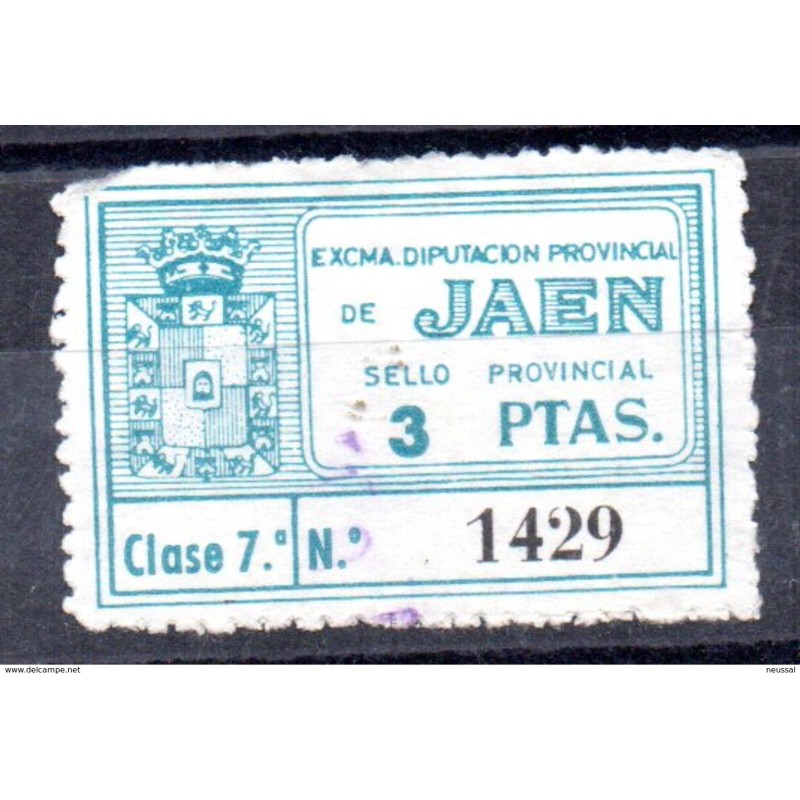 EXCMA. DIPUTACION PROVINCIAL
DE JAEN
SELLO PROVINCIAL
3 PTAS.
Clase 7.ª N.º 1429
www.delcampe.net
neussal